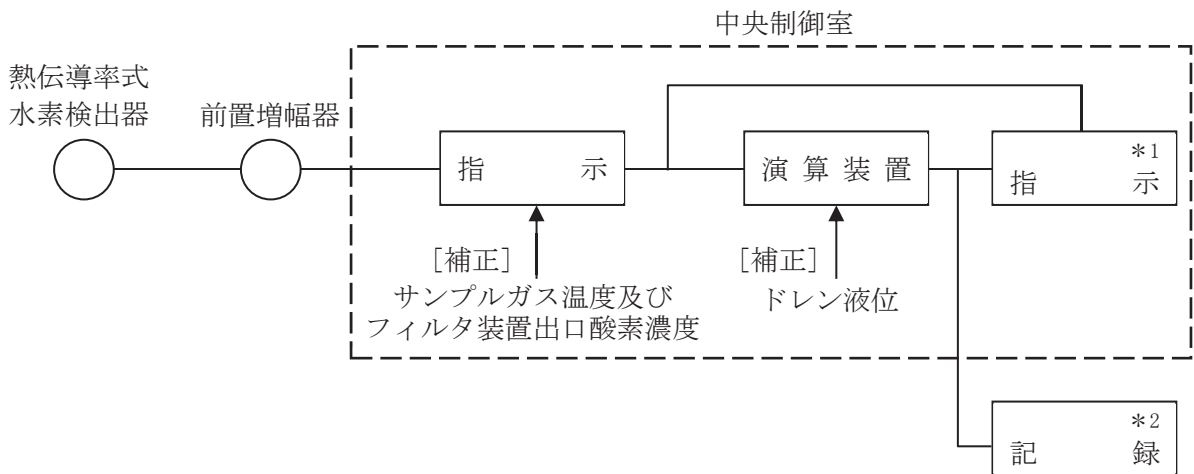 中央制御室
熱伝導率式
水素検出器
前置増幅器
指示
演算装置
*1
指示
[補正]
サンプルガス温度及び
フィルタ装置出口酸素濃度
[補正]
ドレン液位
*2
記録